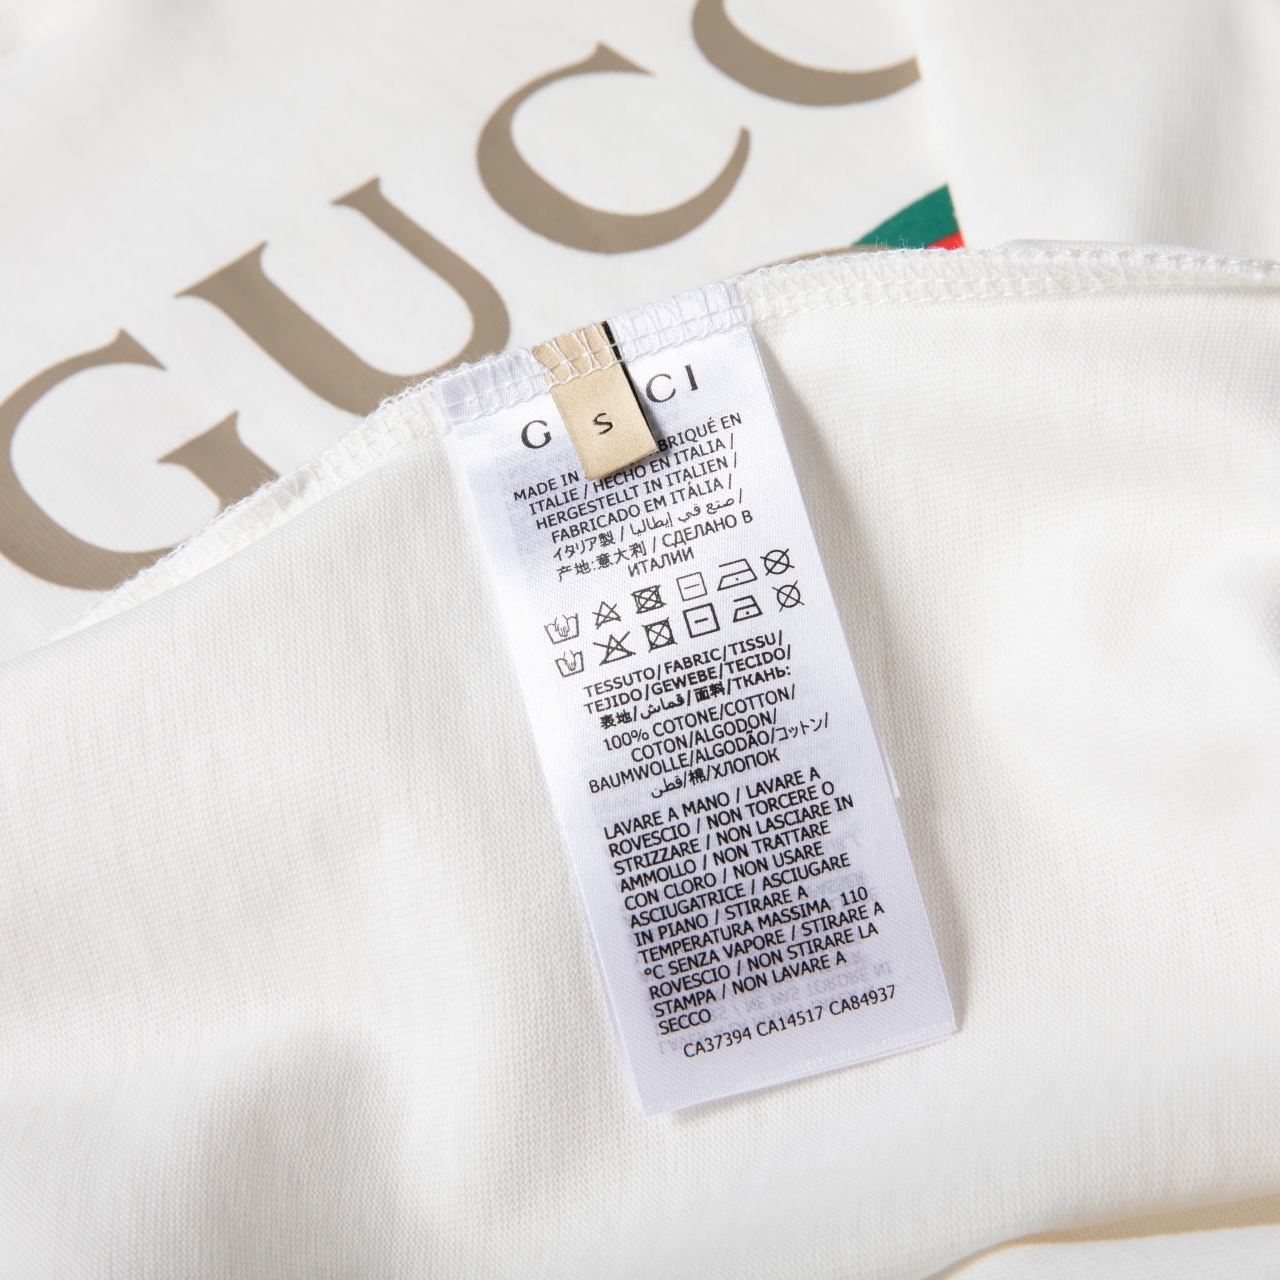 GUCC
G CI
S
MADE IN BRIQUÉ EN
ITALIE / HECHO EN ITALIA /
HERGESTELLT IN ITALIEN /
FABRICADO EM ITÁLIA /
イタリア製 / صنع في إيطاليا /
产地:意大利 / СДЕЛАНО В
ИТАЛИИ
TESSUTO/FABRIC/TISSU/
TEJIDO/GEWEBE/TECIDO/
表地/قماش/面料/ТКАНЬ:
100% COTONE/COTTON/
COTON/ALGODON/
BAUMWOLLE/ALGODÃO/コットン/
قطن/棉/ХЛОПОК
LAVARE A MANO / LAVARE A
ROVESCIO / NON TORCERE O
STRIZZARE / NON LASCIARE IN
AMMOLLO / NON TRATTARE
CON CLORO / NON USARE
ASCIUGATRICE / ASCIUGARE
IN PIANO / STIRARE A
TEMPERATURA MASSIMA 110
°C SENZA VAPORE / STIRARE A
ROVESCIO / NON STIRARE LA
STAMPA / NON LAVARE A
SECCO
CA37394 CA14517 CA84937